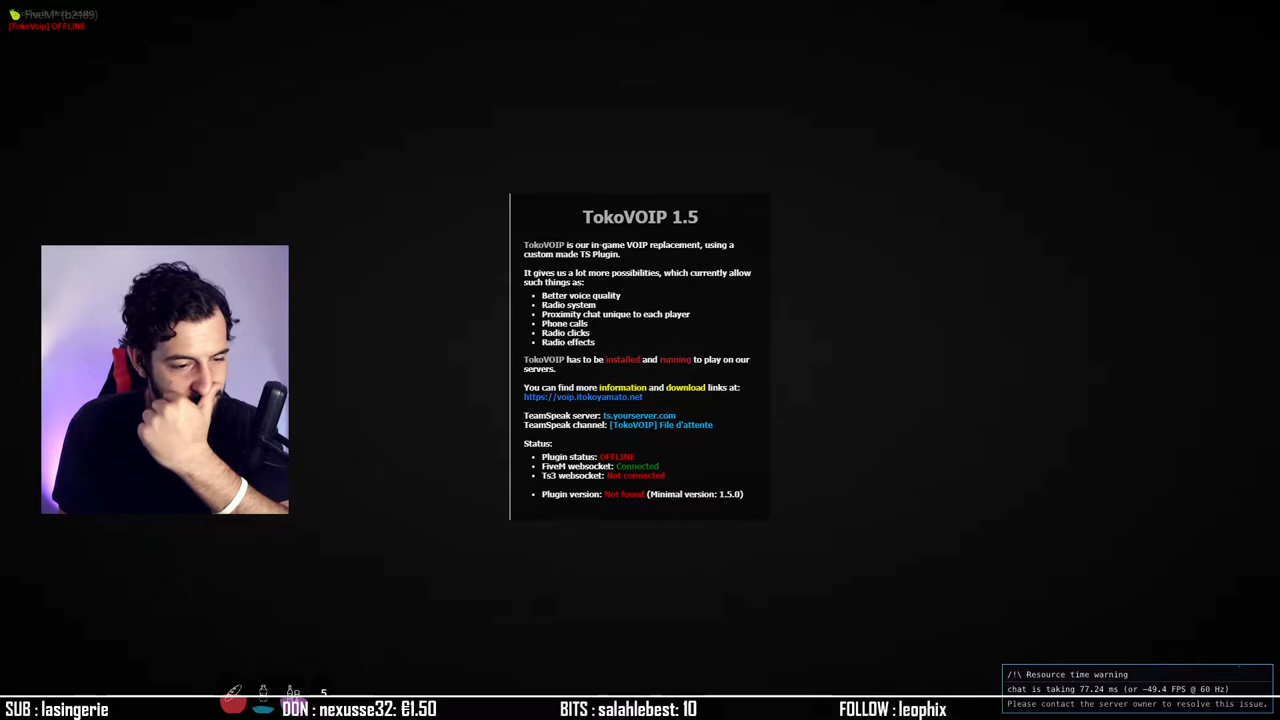 FiveM® (b2189)
[TokoVoip] OFFLINE
TokoVOIP 1.5
TokoVOIP is our in-game VOIP replacement, using a
custom made TS Plugin.
It gives us a lot more possibilities, which currently allow
such things as:
• Better voice quality
• Radio system
• Proximity chat unique to each player
• Phone calls
• Radio clicks
• Radio effects
TokoVOIP has to be installed and running to play on our
servers.
You can find more information and download links at:
https://voip.itokoyamato.net
TeamSpeak server: ts.yourserver.com
TeamSpeak channel: [TokoVOIP] File d'attente
Status:
• Plugin status: OFFLINE
• FiveM websocket: Connected
• Ts3 websocket: Not connected
• Plugin version: Not found (Minimal version: 1.5.0)
/!\ Resource time warning
chat is taking 77.24 ms (or -49.4 FPS @ 60 Hz)
Please contact the server owner to resolve this issue.
5
SUB : lasingerie DON : nexusse32: €1.50 BITS : salahlebest: 10 FOLLOW : leophix